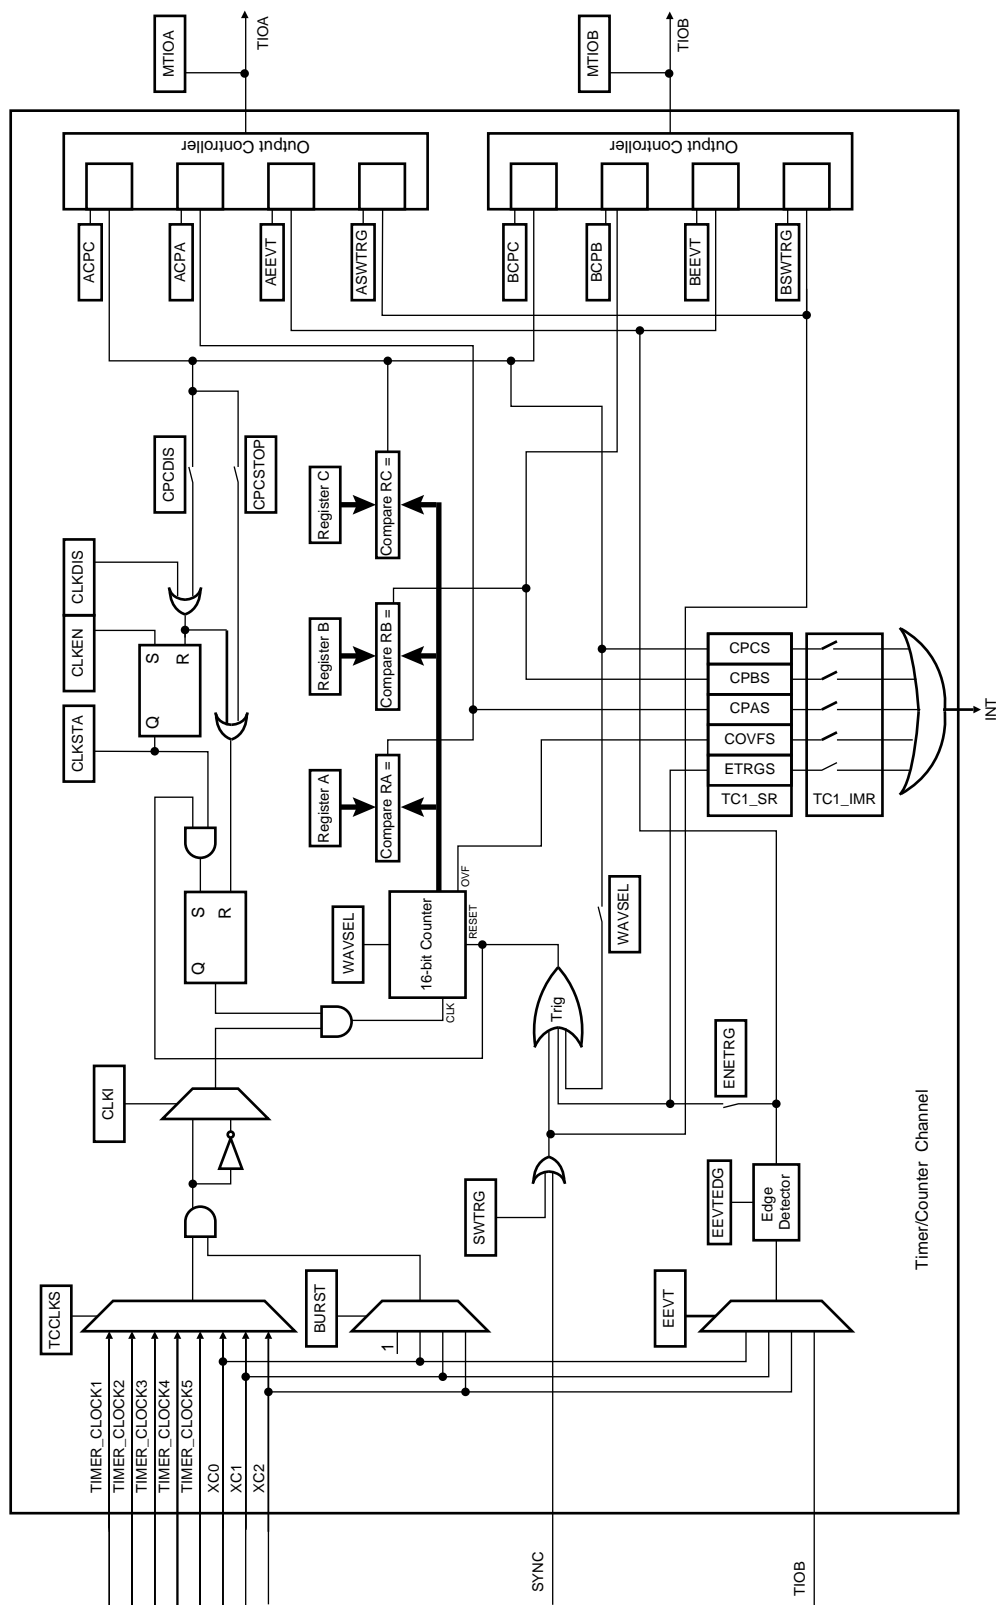 TIMER_CLOCK1
TIMER_CLOCK2
TIMER_CLOCK3
TIMER_CLOCK4
TIMER_CLOCK5
XC0
XC1
XC2
TCCLKS
CLKI
CLKSTA
CLKEN
CLKDIS
CPCDIS
CPCSTOP
Q
S
R
Q
S
R
BURST
1
WAVSEL
16-bit Counter
CLK
RESET
OVF
Register A
Register B
Register C
Compare RA =
Compare RB =
Compare RC =
ACPC
ACPA
AEEVT
ASWTRG
Output Controller
MTIOA
TIOA
SYNC
SWTRG
Trig
WAVSEL
BCPC
BCPB
BEEVT
BSWTRG
Output Controller
MTIOB
TIOB
TIOB
EEVT
EEVTEDG
Edge
Detector
ENETRG
CPCS
CPBS
CPAS
COVFS
ETRGS
TC1_SR
TC1_IMR
INT
Timer/Counter Channel